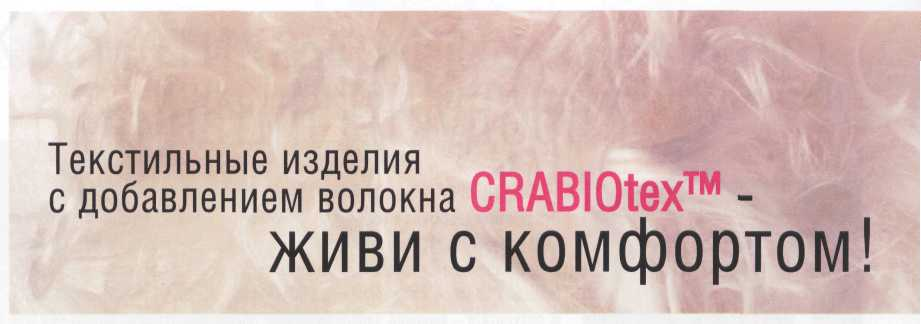 Текстильные изделия
с добавлением волокна CRABIOtex™ -
живи с комфортом!